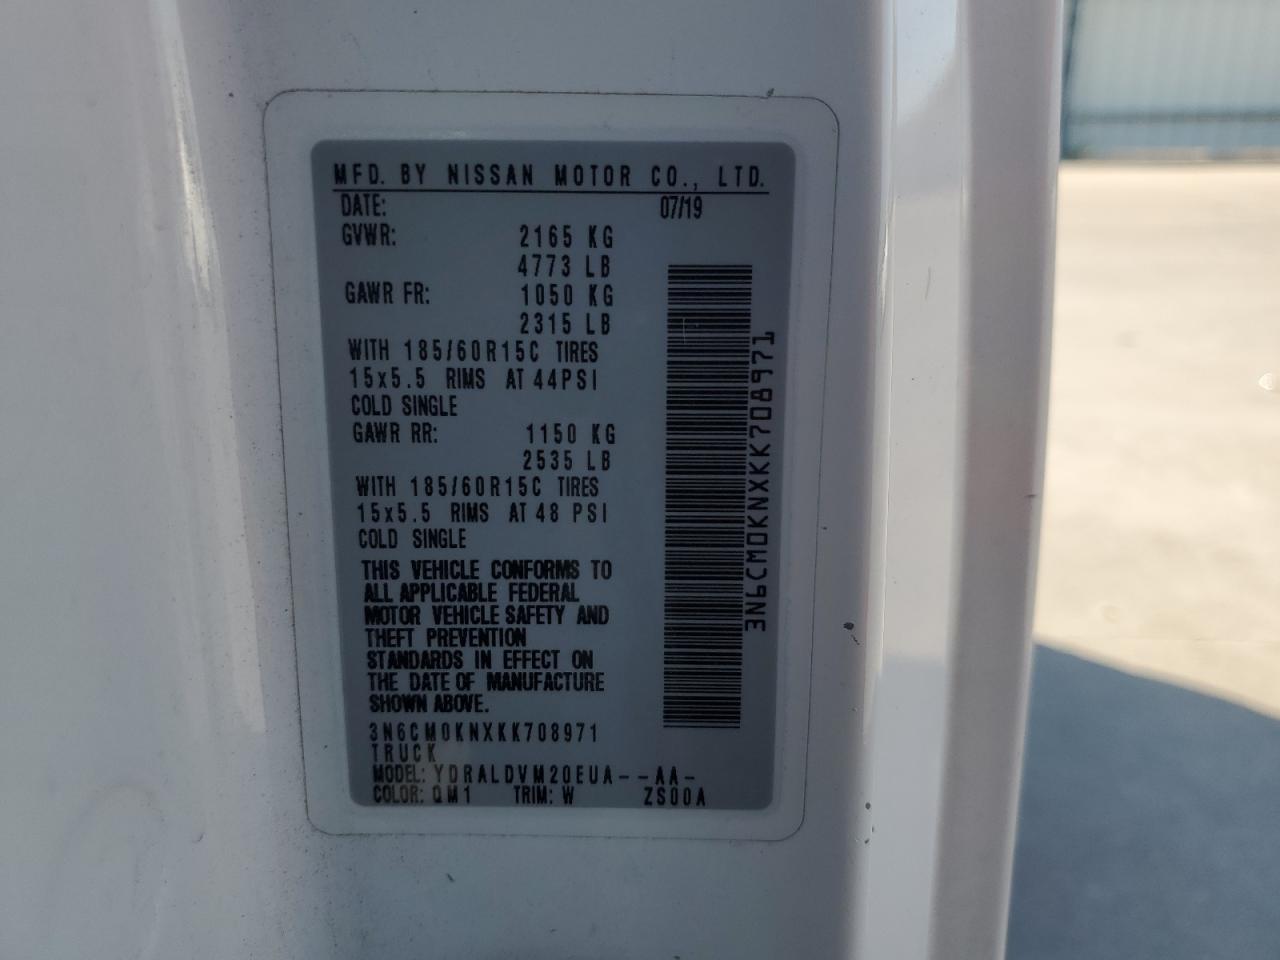 MFD. BY NISSAN MOTOR CO., LTD.
DATE: 07/19
GVWR: 2165 KG
4773 LB
GAWR FR: 1050 KG
2315 LB
WITH 185/60R15C TIRES
15x5.5 RIMS AT 44PSI
COLD SINGLE
GAWR RR: 1150 KG
2535 LB
WITH 185/60R15C TIRES
15x5.5 RIMS AT 48 PSI
COLD SINGLE
THIS VEHICLE CONFORMS TO
ALL APPLICABLE FEDERAL
MOTOR VEHICLE SAFETY AND
THEFT PREVENTION
STANDARDS IN EFFECT ON
THE DATE OF MANUFACTURE
SHOWN ABOVE.
3N6CM0KNXKK708971
TRUCK
MODEL: YDRALDVM20EUA--AA-
COLOR: QM1 TRIM: W ZS00A
3N6CM0KNXKK708971